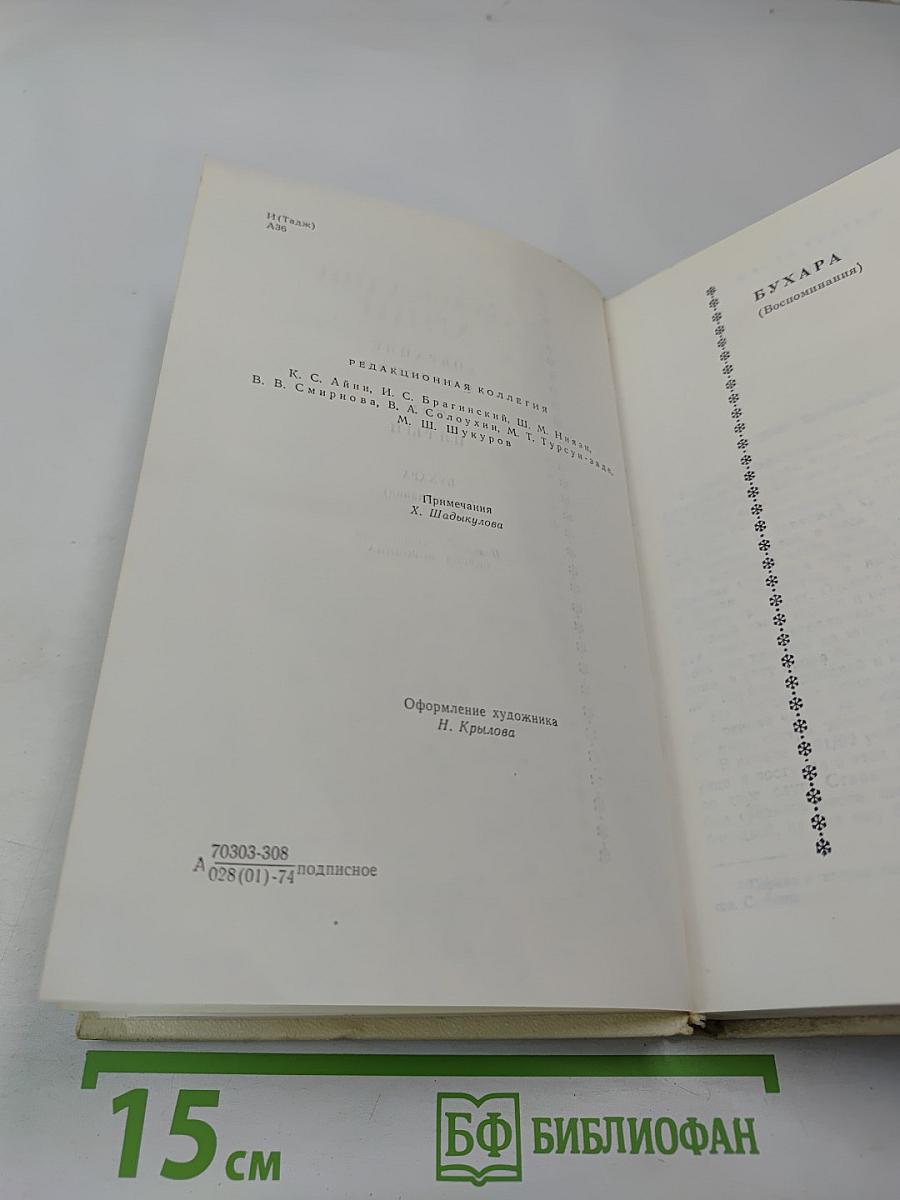 И(Тадж)
А36
РЕДАКЦИОННАЯ КОЛЛЕГИЯ
К. С. Айни, И. С. Брагинский, Ш. М. Ниязи,
В. В. Смирнова, В. А. Солоухин, М. Т. Турсун-заде,
М. Ш. Шукуров
Примечания
Х. Шадыкулова
Оформление художника
Н. Крылова
А 70303-308
028(01)-74 подписное
БУХАРА
(Воспоминания)
15 см
БФ БИБЛИОФАН